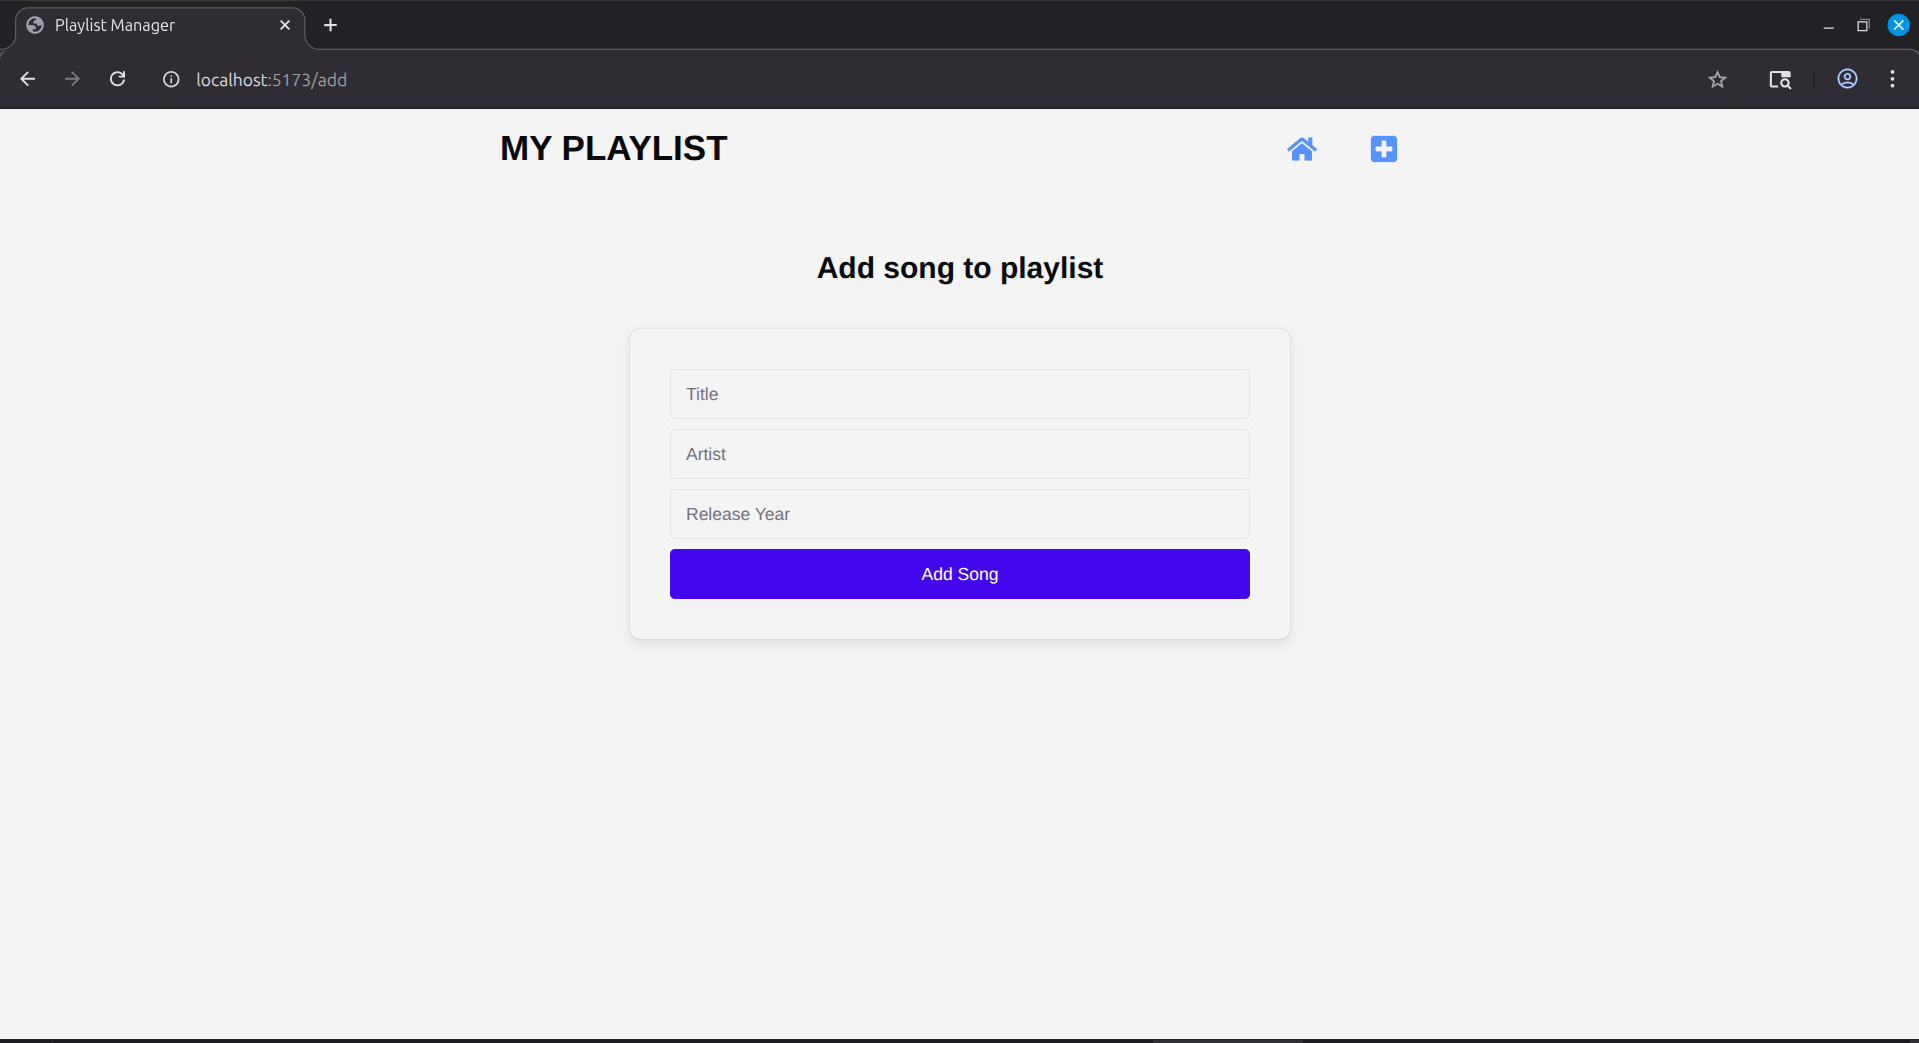 Playlist Manager
localhost:5173/add
MY PLAYLIST
Add song to playlist
Title
Artist
Release Year
Add Song